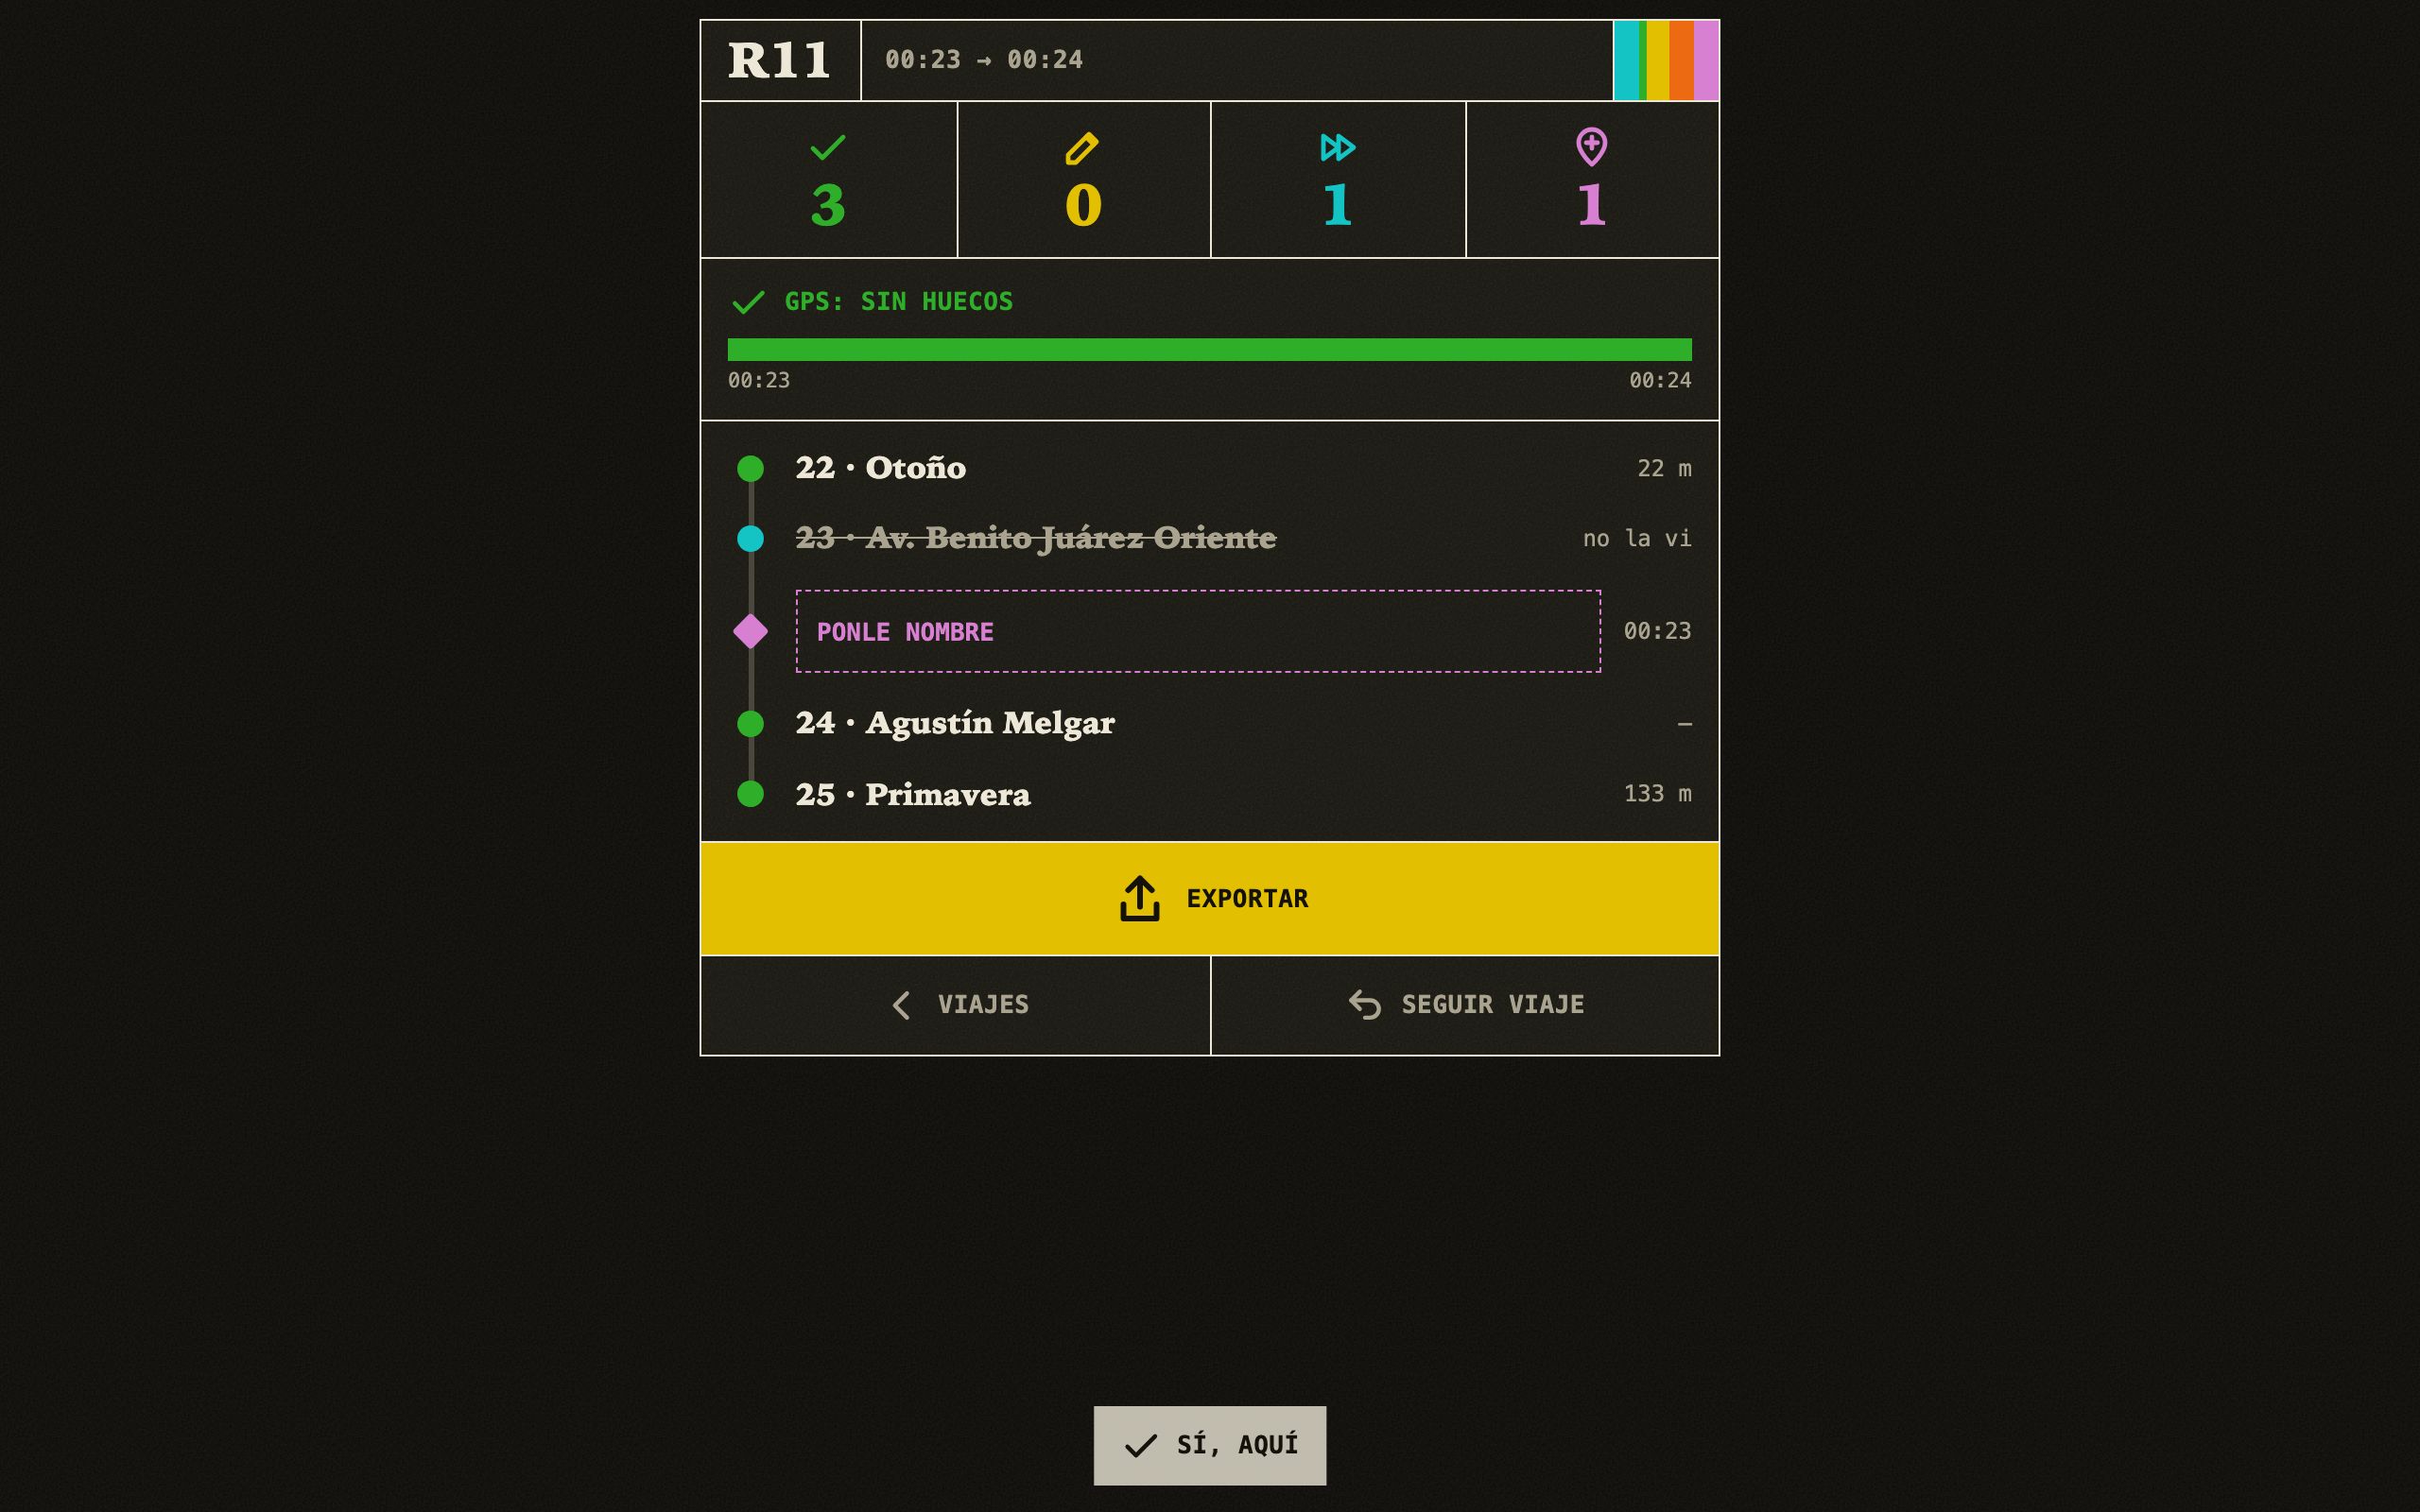 R11
00:23 → 00:24
3
0
1
1
GPS: SIN HUECOS
00:23
00:24
22 · Otoño
22 m
23 · Av. Benito Juárez Oriente
no la vi
PONLE NOMBRE
00:23
24 · Agustín Melgar
—
25 · Primavera
133 m
EXPORTAR
VIAJES
SEGUIR VIAJE
SÍ, AQUÍ